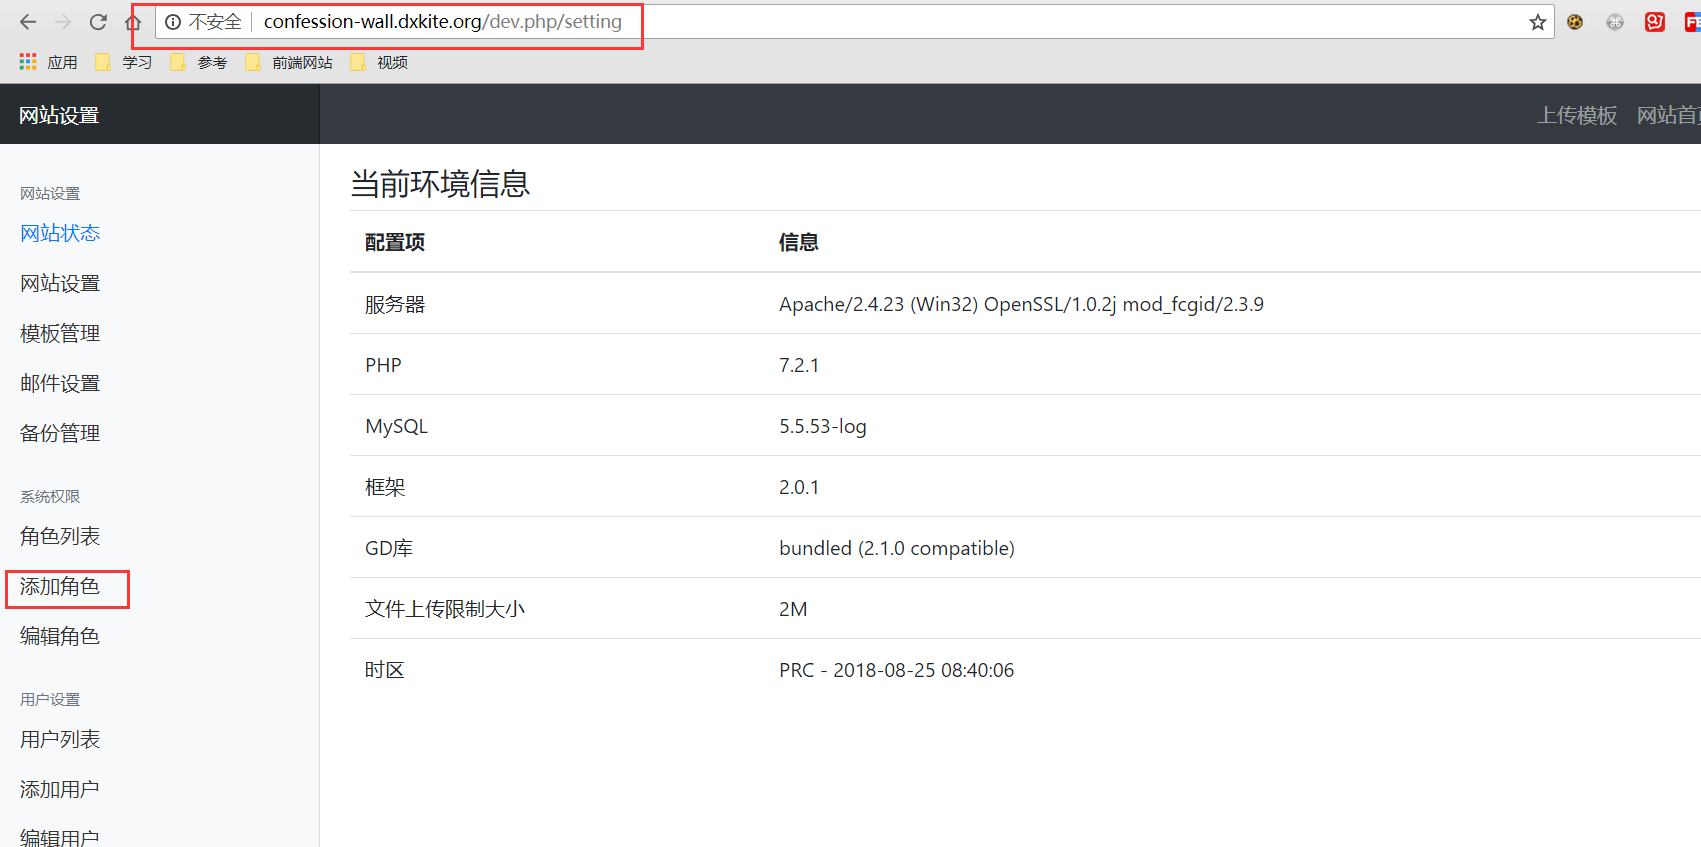 不安全 confession-wall.dxkite.org/dev.php/setting
应用 学习 参考 前端网站 视频
网站设置 上传模板 网站首页
网站设置
网站状态
网站设置
模板管理
邮件设置
备份管理
系统权限
角色列表
添加角色
编辑角色
用户设置
用户列表
添加用户
编辑用户
当前环境信息
配置项 信息
服务器 Apache/2.4.23 (Win32) OpenSSL/1.0.2j mod_fcgid/2.3.9
PHP 7.2.1
MySQL 5.5.53-log
框架 2.0.1
GD库 bundled (2.1.0 compatible)
文件上传限制大小 2M
时区 PRC - 2018-08-25 08:40:06